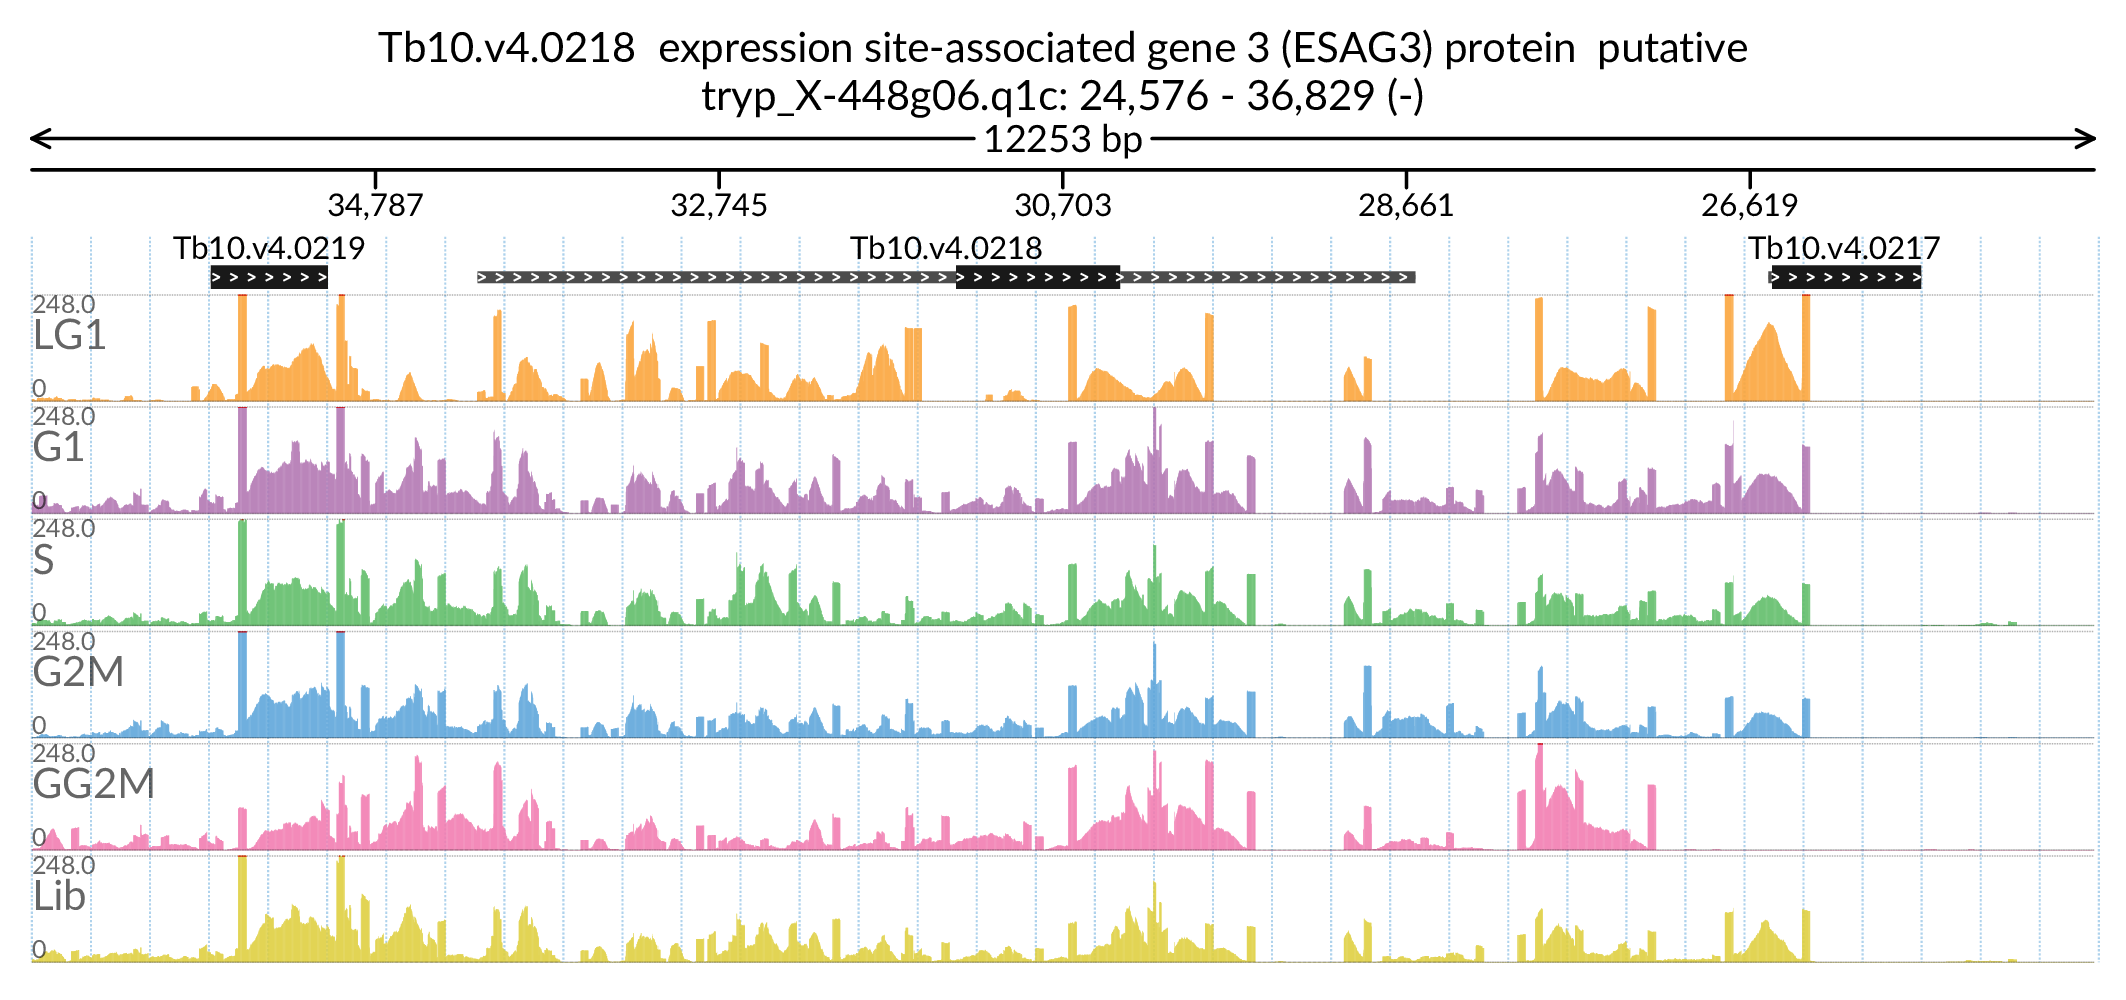 Tb10.v4.0218  expression site-associated gene 3 (ESAG3) protein  putative
tryp_X-448g06.q1c: 24,576 - 36,829 (-)
12253 bp
34,787 32,745 30,703 28,661 26,619
Tb10.v4.0219 Tb10.v4.0218 Tb10.v4.0217
248.0
LG1
0
248.0
G1
0
248.0
S
0
248.0
G2M
0
248.0
GG2M
0
248.0
Lib
0